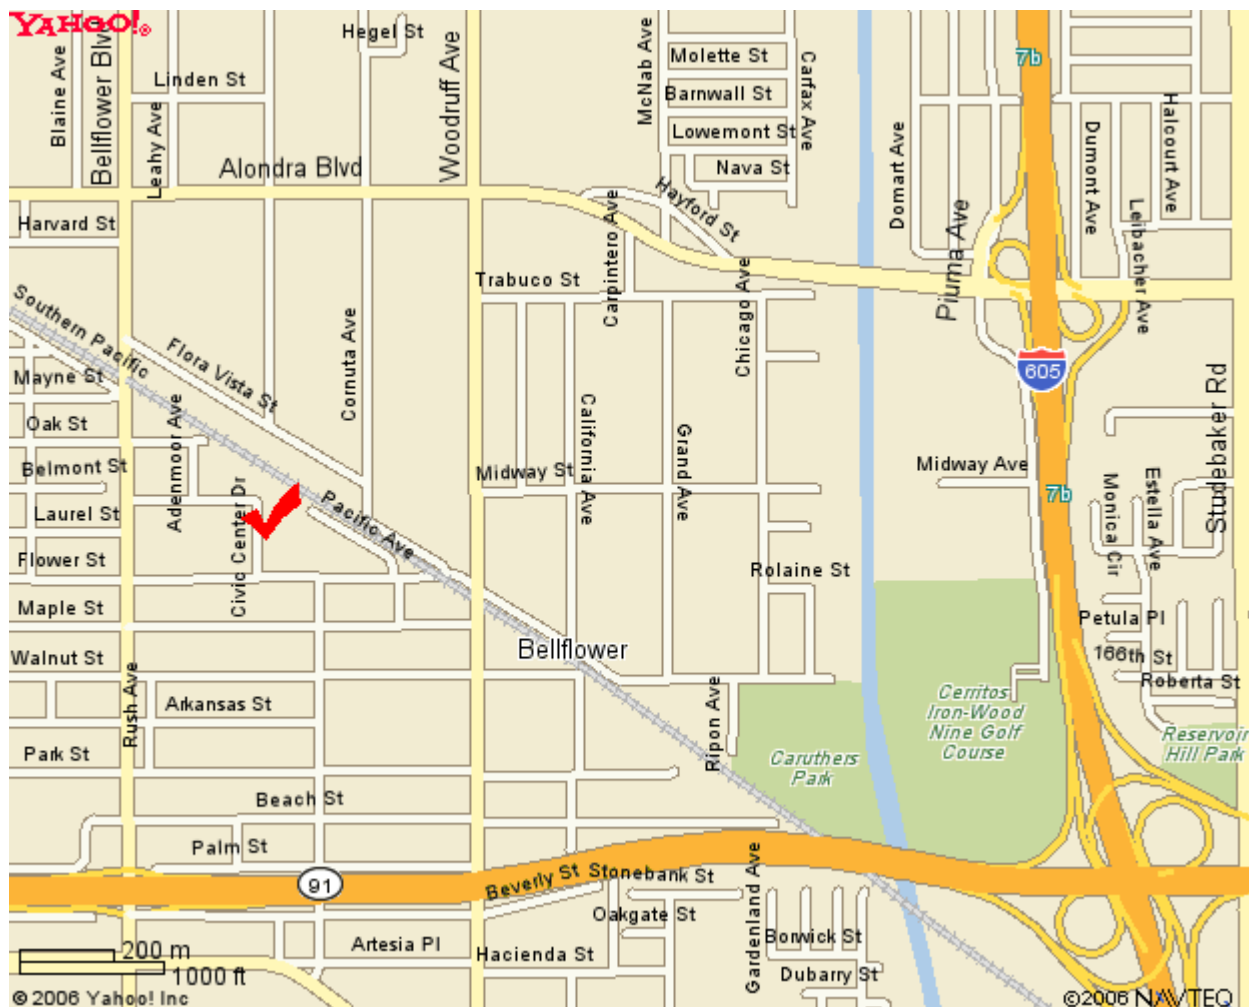 YAHOO!®
Hegel St
Linden St
Blaine Ave
Bellflower Blvd
Leahy Ave
Woodruff Ave
McNab Ave
Molette St
Barnwall St
Lowemont St
Nava St
Carfax Ave
7b
Domart Ave
Dumont Ave
Halcourt Ave
Alondra Blvd
Harvard St
Hayford St
Carpintero Ave
Piuma Ave
Leibacher Ave
Trabuco St
Chicago Ave
Southern Pacific
Flora Vista St
Cornuta Ave
Mayne St
605
Studebaker Rd
Oak St
Adenmoor Ave
California Ave
Grand Ave
Belmont St
Midway St
Midway Ave
7b
Monica Cir
Estella Ave
Laurel St
Civic Center Dr
Pacific Ave
Flower St
Rolaine St
Maple St
Petula Pl
Walnut St
Bellflower
166th St
Roberta St
Rush Ave
Arkansas St
Ripon Ave
Cerritos
Iron-Wood
Nine Golf
Course
Park St
Caruthers
Park
Reservoir
Hill Park
Beach St
Palm St
91
Beverly St
Stonebank St
Gardenland Ave
Oakgate St
Artesia Pl
Hacienda St
Borwick St
Dubarry St
200 m
1000 ft
© 2006 Yahoo! Inc
©2006 NAVTEQ